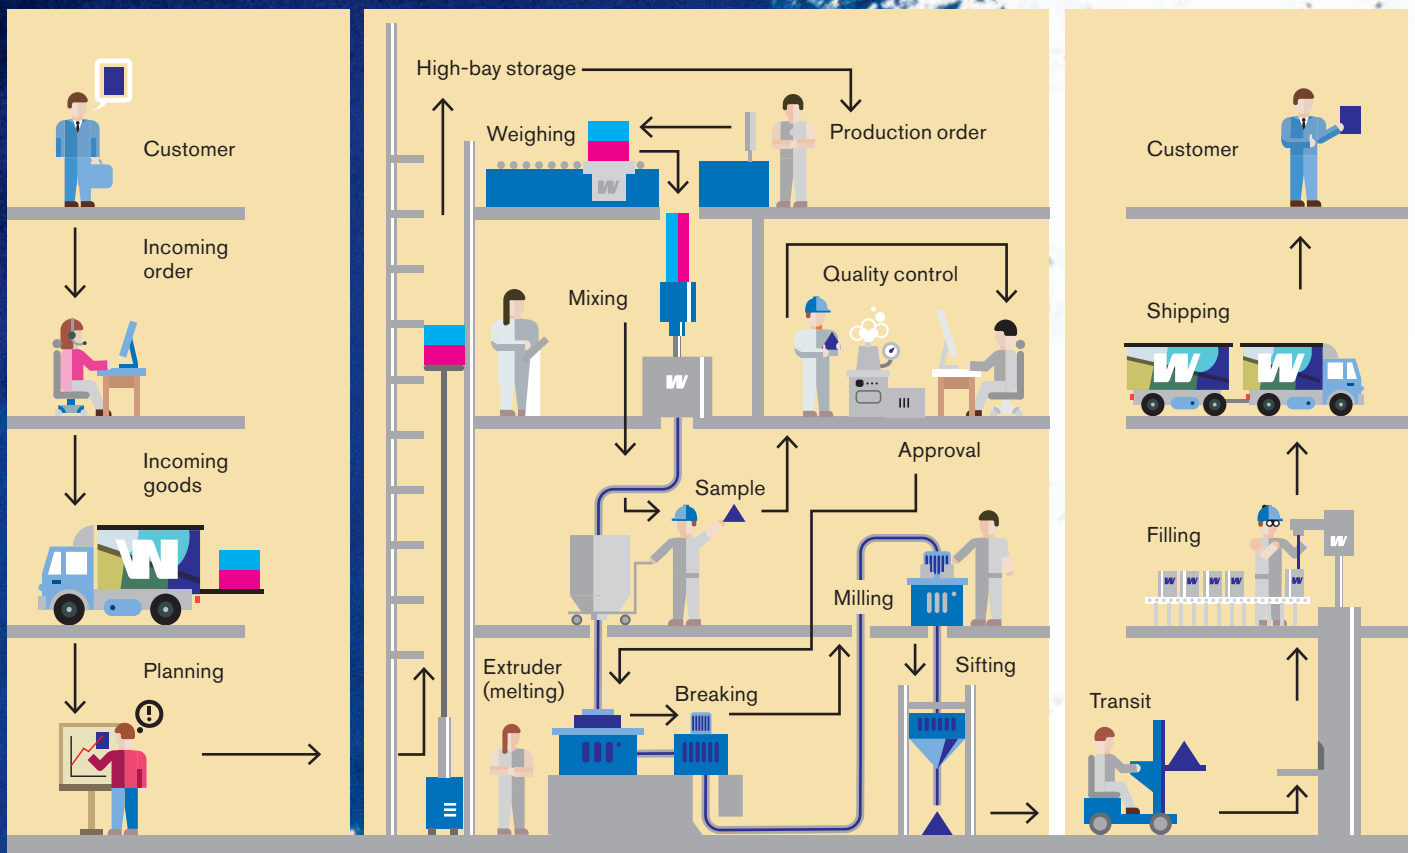 Customer
Incoming
order
Incoming
goods
Planning
W
High-bay storage
Weighing
W
Production order
Mixing
W
Quality control
Approval
Sample
Milling
Extruder
(melting)
Breaking
Sifting
Customer
Shipping
W W
Filling
W
W W W W W
Transit